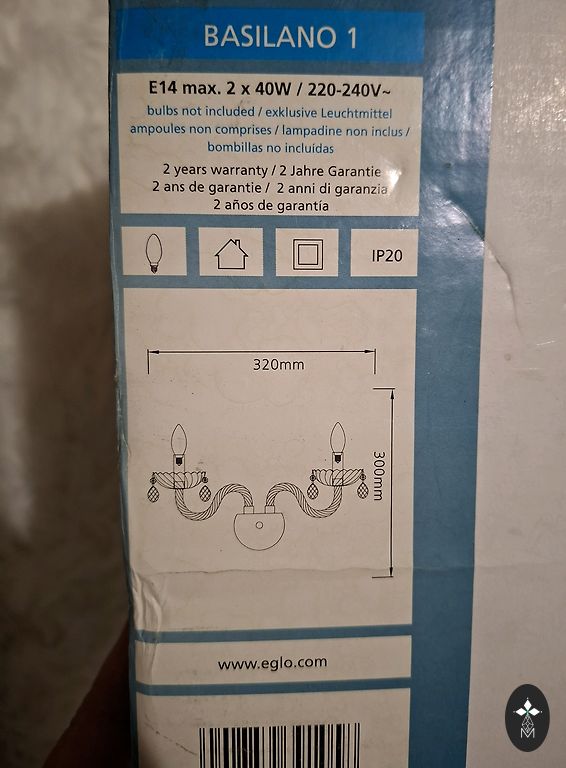 BASILANO 1
E14 max. 2 x 40W / 220-240V~
bulbs not included / exklusive Leuchtmittel
ampoules non comprises / lampadine non inclus /
bombillas no incluídas
2 years warranty / 2 Jahre Garantie
2 ans de garantie / 2 anni di garanzia
2 años de garantía
IP20
320mm
300mm
www.eglo.com
M